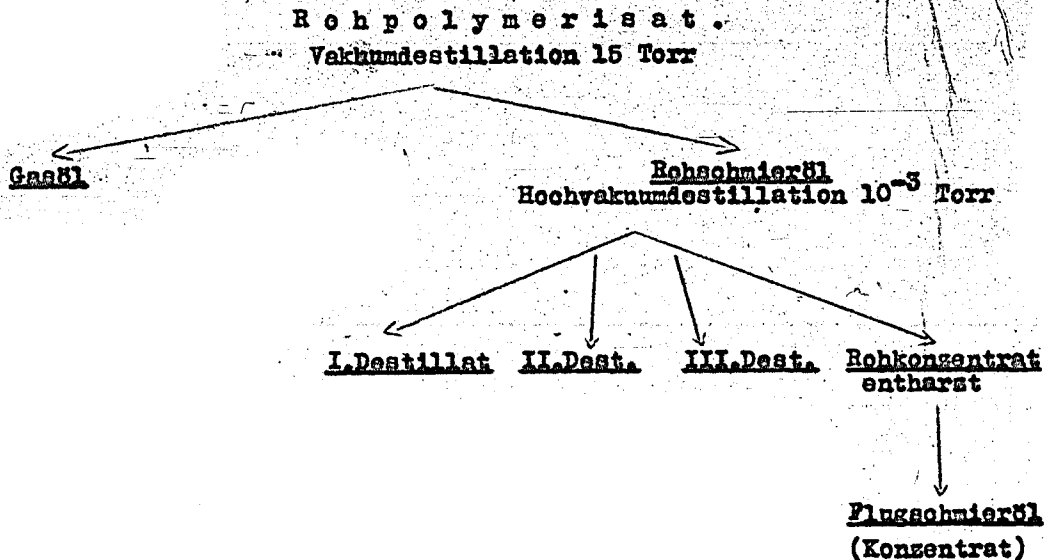 Rohpolymerisat.
Vakuumdestillation 15 Torr
Gasöl
Rohschmieröl
Hochvakuumdestillation 10⁻³ Torr
I.Destillat II.Dest. III.Dest. Rohkonzentrat
entharzt
Flugschmieröl
(Konzentrat)